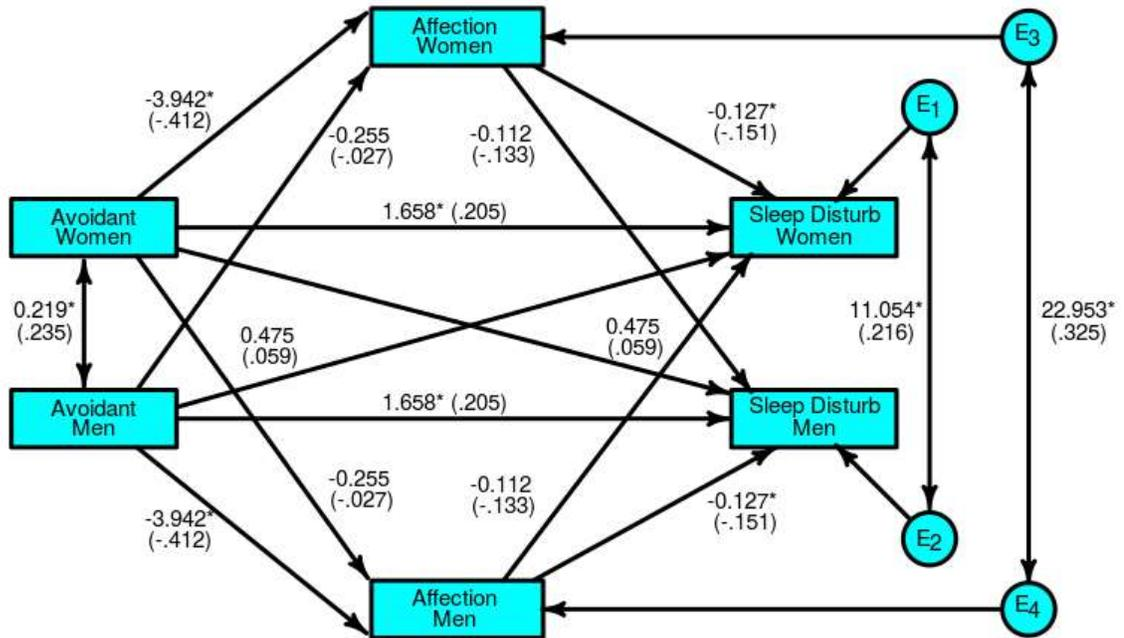 Affection
Women
E3
-3.942*
(-.412)
-0.255
(-.027)
-0.112
(-.133)
-0.127*
(-.151)
E1
Avoidant
Women
1.658* (.205)
Sleep Disturb
Women
0.219*
(.235)
0.475
(.059)
0.475
(.059)
11.054*
(.216)
22.953*
(.325)
Avoidant
Men
1.658* (.205)
Sleep Disturb
Men
-3.942*
(-.412)
-0.255
(-.027)
-0.112
(-.133)
-0.127*
(-.151)
E2
Affection
Men
E4